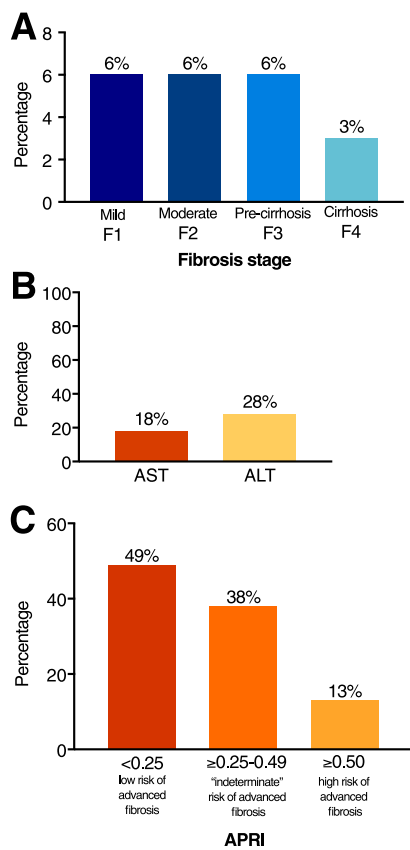 A
Percentage
8
6
4
2
0
6% 6% 6% 3%
Mild Moderate Pre-cirrhosis Cirrhosis
F1 F2 F3 F4
Fibrosis stage
B
Percentage
100
80
60
40
20
0
18% 28%
AST ALT
C
Percentage
60
40
20
0
49% 38% 13%
<0.25 ≥0.25-0.49 ≥0.50
low risk of "indeterminate" high risk of
advanced risk of advanced advanced
fibrosis fibrosis fibrosis
APRI